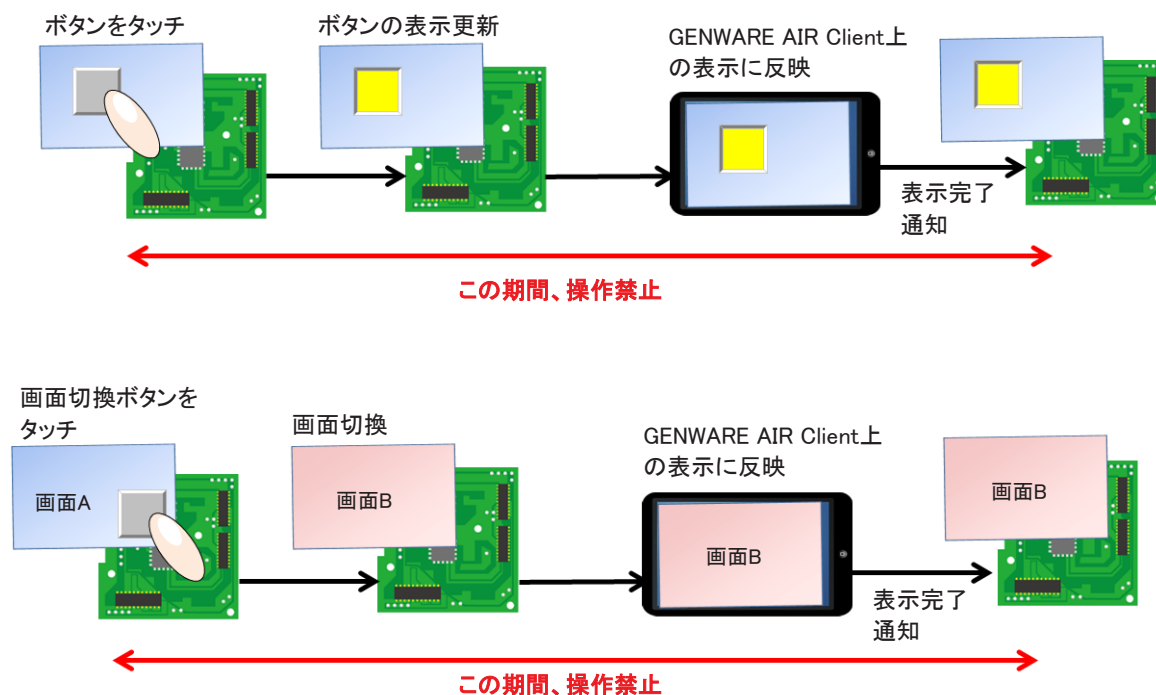 ボタンをタッチ
ボタンの表示更新
GENWARE AIR Client上
の表示に反映
表示完了
通知
この期間、操作禁止
画面切換ボタンを
タッチ
画面切換
GENWARE AIR Client上
の表示に反映
画面A
画面B
画面B
画面B
表示完了
通知
この期間、操作禁止